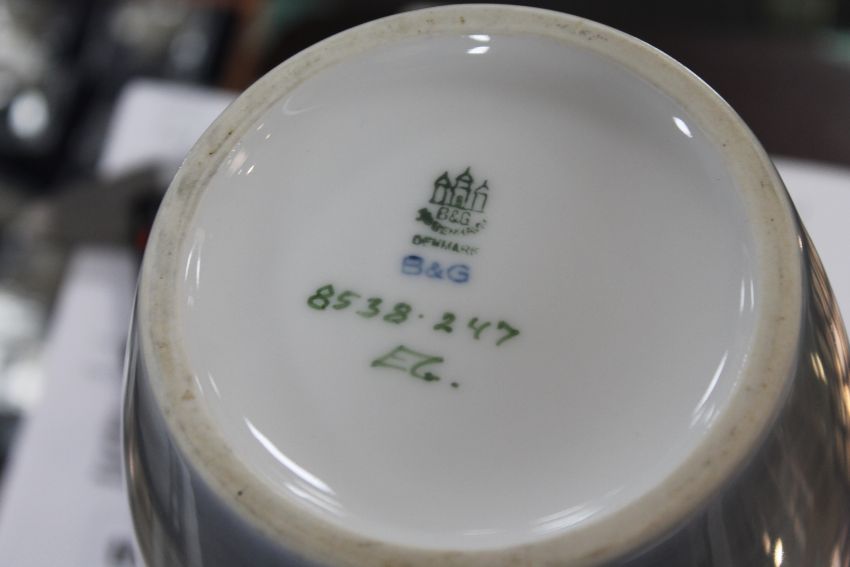 B&G
DENMARK
B&G
8538·247
EG.